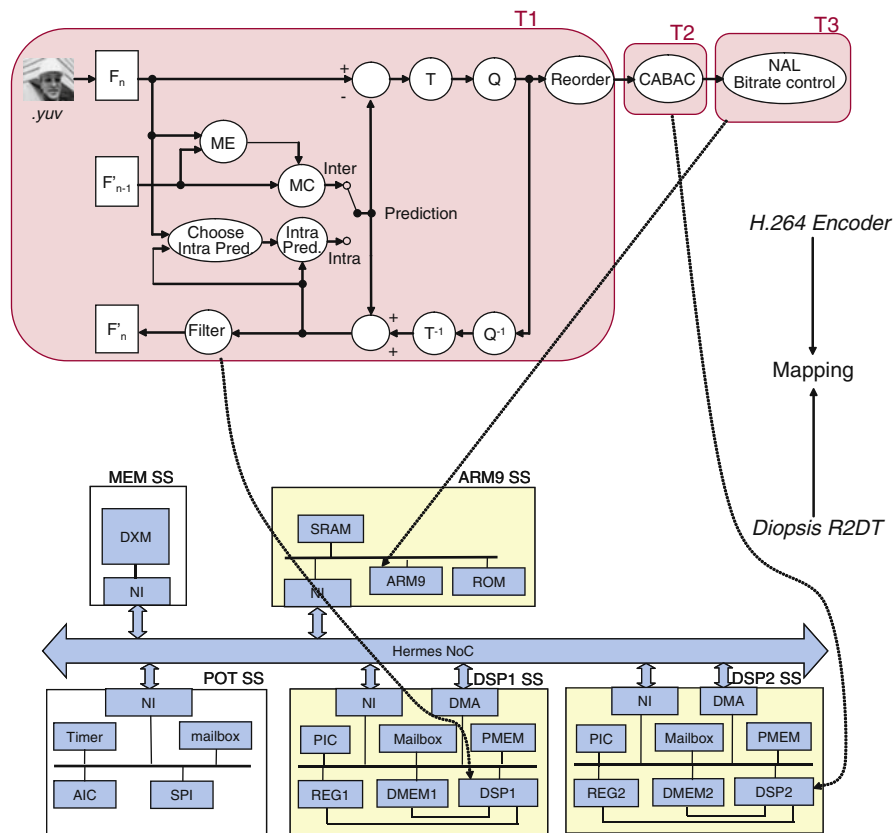 T1
T2
T3
.yuv
Fn
+
-
T
Q
Reorder
CABAC
NAL
Bitrate control
ME
F'n-1
MC
Inter
Prediction
Choose
Intra Pred.
Intra
Pred.
Intra
H.264 Encoder
F'n
Filter
+
+
T-1
Q-1
Mapping
Diopsis R2DT
MEM SS
DXM
NI
ARM9 SS
SRAM
NI
ARM9
ROM
Hermes NoC
POT SS
NI
Timer
mailbox
AIC
SPI
DSP1 SS
NI
DMA
PIC
Mailbox
PMEM
REG1
DMEM1
DSP1
DSP2 SS
NI
DMA
PIC
Mailbox
PMEM
REG2
DMEM2
DSP2